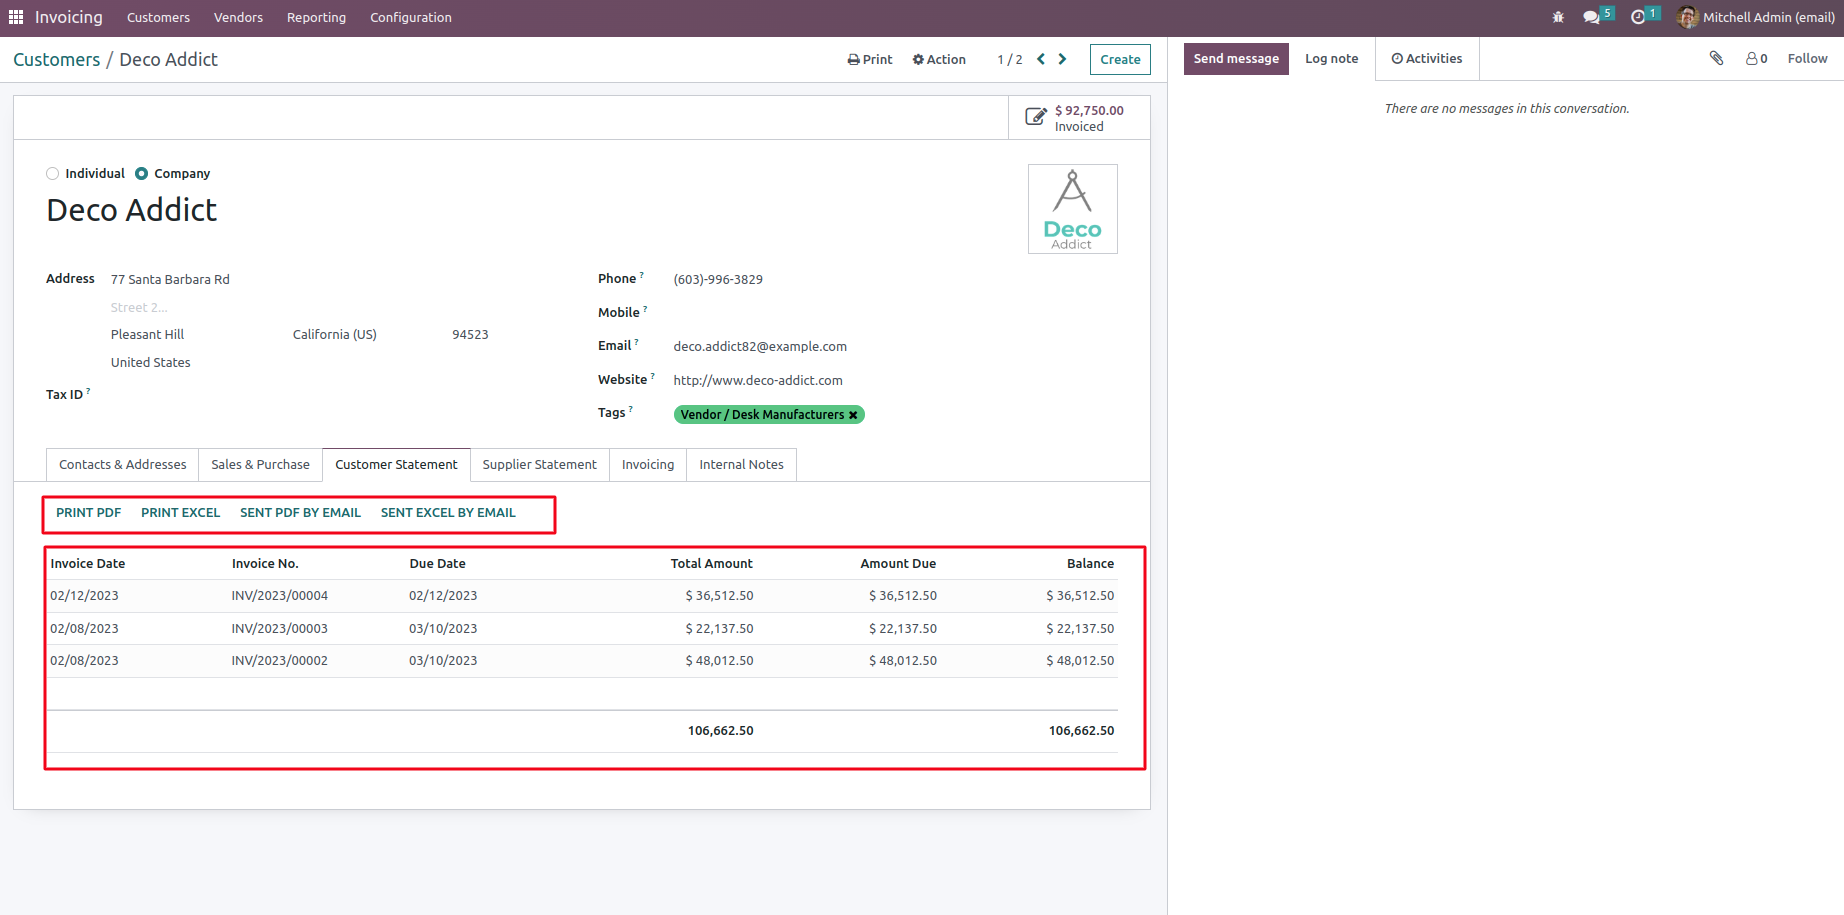 Invoicing Customers Vendors Reporting Configuration 5 1 Mitchell Admin (email)
Customers / Deco Addict Print Action 1 / 2 Create
Send message Log note Activities 0 Follow
There are no messages in this conversation.
$ 92,750.00
Invoiced
Individual Company
Deco Addict
Deco
Addict
Address 77 Santa Barbara Rd
Street 2...
Pleasant Hill California (US) 94523
United States
Tax ID ?
Phone ? (603)-996-3829
Mobile ?
Email ? deco.addict82@example.com
Website ? http://www.deco-addict.com
Tags ? Vendor / Desk Manufacturers
Contacts & Addresses Sales & Purchase Customer Statement Supplier Statement Invoicing Internal Notes
PRINT PDF PRINT EXCEL SENT PDF BY EMAIL SENT EXCEL BY EMAIL
Invoice Date Invoice No. Due Date Total Amount Amount Due Balance
02/12/2023 INV/2023/00004 02/12/2023 $ 36,512.50 $ 36,512.50 $ 36,512.50
02/08/2023 INV/2023/00003 03/10/2023 $ 22,137.50 $ 22,137.50 $ 22,137.50
02/08/2023 INV/2023/00002 03/10/2023 $ 48,012.50 $ 48,012.50 $ 48,012.50
106,662.50 106,662.50